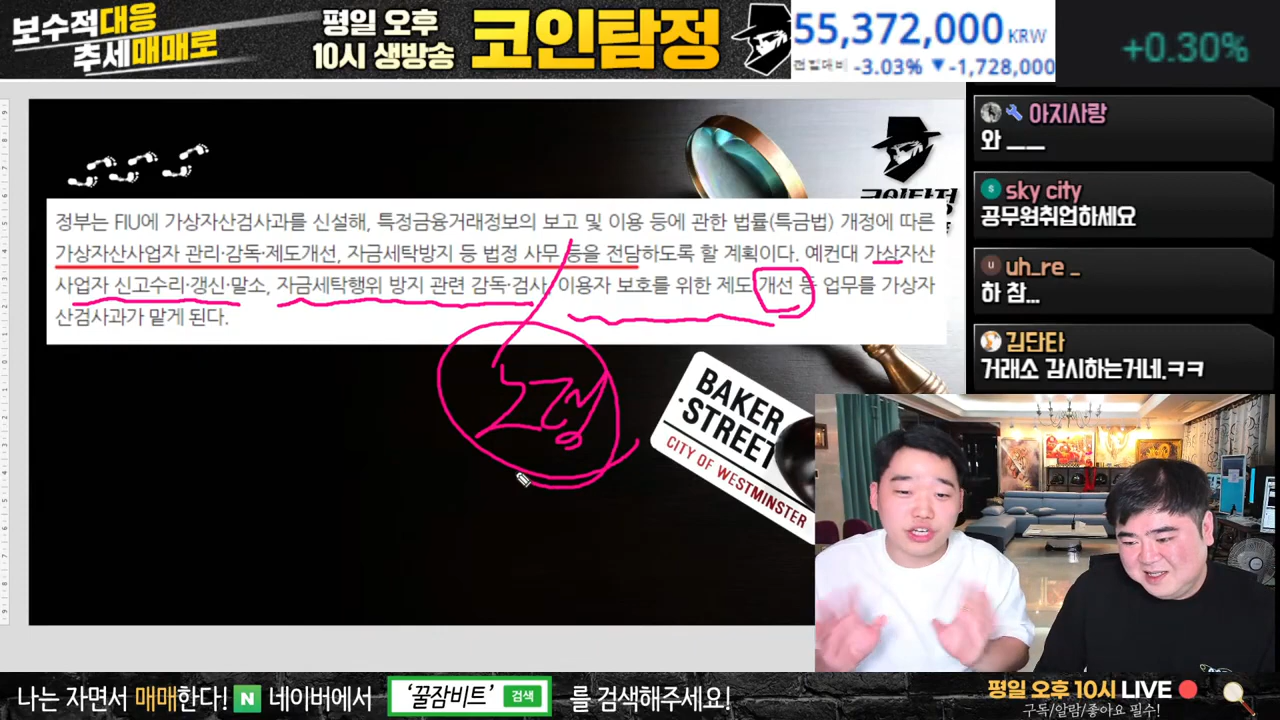 보수적대응
추세매매로
평일 오후
10시 생방송
코인탐정
55,372,000 KRW
전일대비 -3.03% ▼-1,728,000
+0.30%
코인탐정
정부는 FIU에 가상자산검사과를 신설해, 특정금융거래정보의 보고 및 이용 등에 관한 법률(특금법) 개정에 따른
가상자산사업자 관리·감독·제도개선, 자금세탁방지 등 법정 사무 등을 전담하도록 할 계획이다. 예컨대 가상자산
사업자 신고수리·갱신·말소, 자금세탁행위 방지 관련 감독·검사, 이용자 보호를 위한 제도 개선 등 업무를 가상자
산검사과가 맡게 된다.
BAKER
STREET
CITY OF WESTMINSTER
아지사랑
와 ㅡㅡ
S sky city
공무원취업하세요
u uh_re _
하 참...
김단타
거래소 감시하는거네.ㅋㅋ
나는 자면서 매매한다! N 네이버에서 '꿀잠비트' 검색 를 검색해주세요!
평일 오후 10시 LIVE
구독/알람/좋아요 필수!